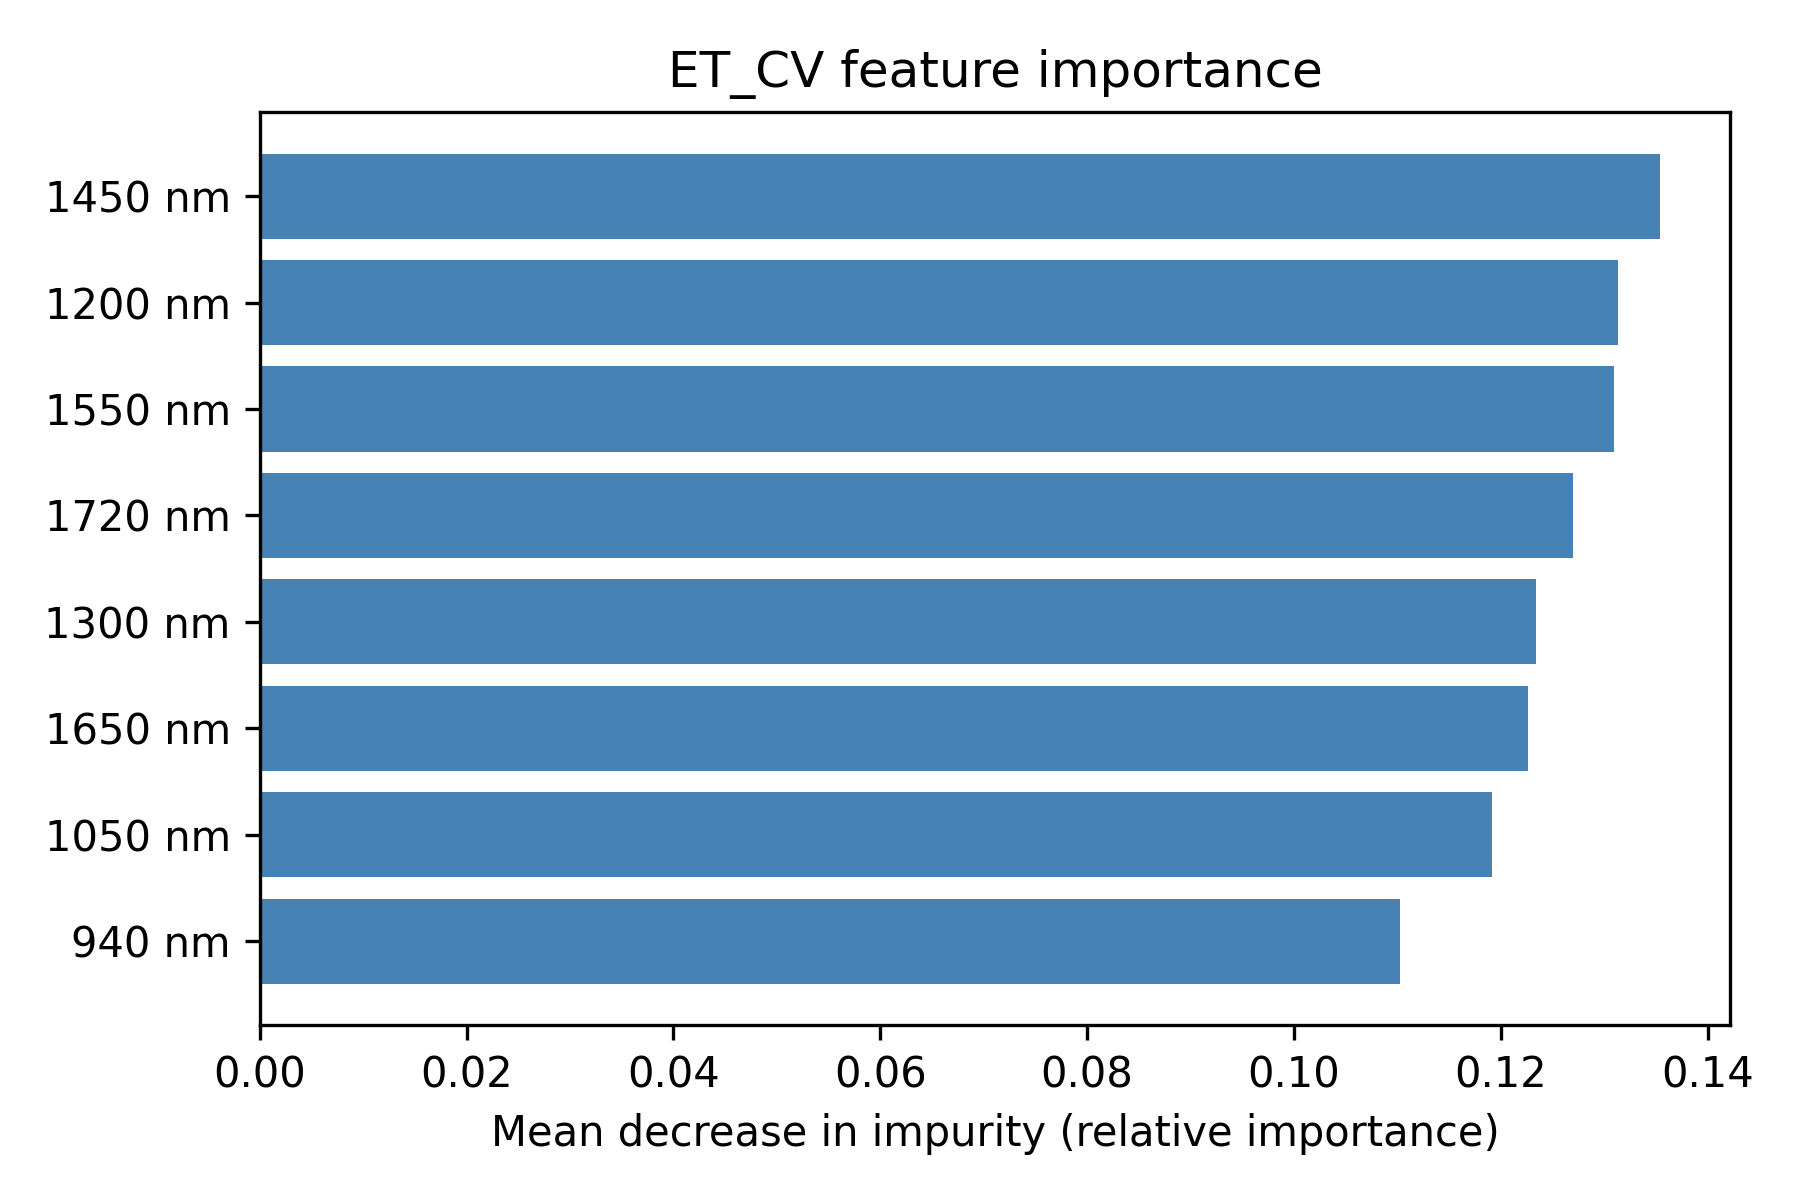 ET_CV feature importance
1450 nm
1200 nm
1550 nm
1720 nm
1300 nm
1650 nm
1050 nm
940 nm
0.00 0.02 0.04 0.06 0.08 0.10 0.12 0.14
Mean decrease in impurity (relative importance)